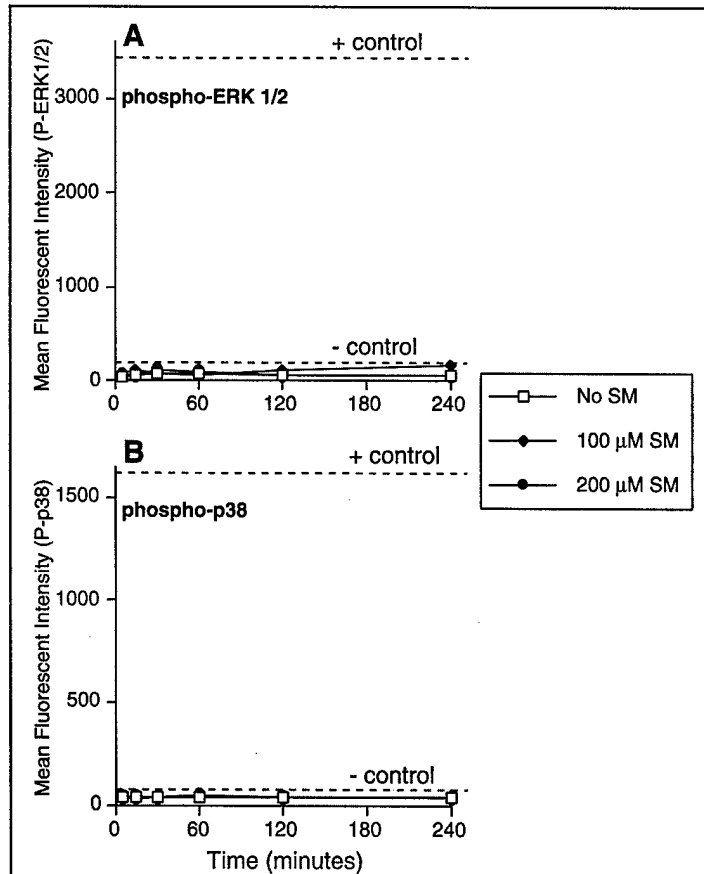 A
+ control
phospho-ERK 1/2
Mean Fluorescent Intensity (P-ERK1/2)
3000
2000
1000
0
- control
0 60 120 180 240
No SM
100 µM SM
200 µM SM
B
+ control
phospho-p38
Mean Fluorescent Intensity (P-p38)
1500
1000
500
0
- control
0 60 120 180 240
Time (minutes)